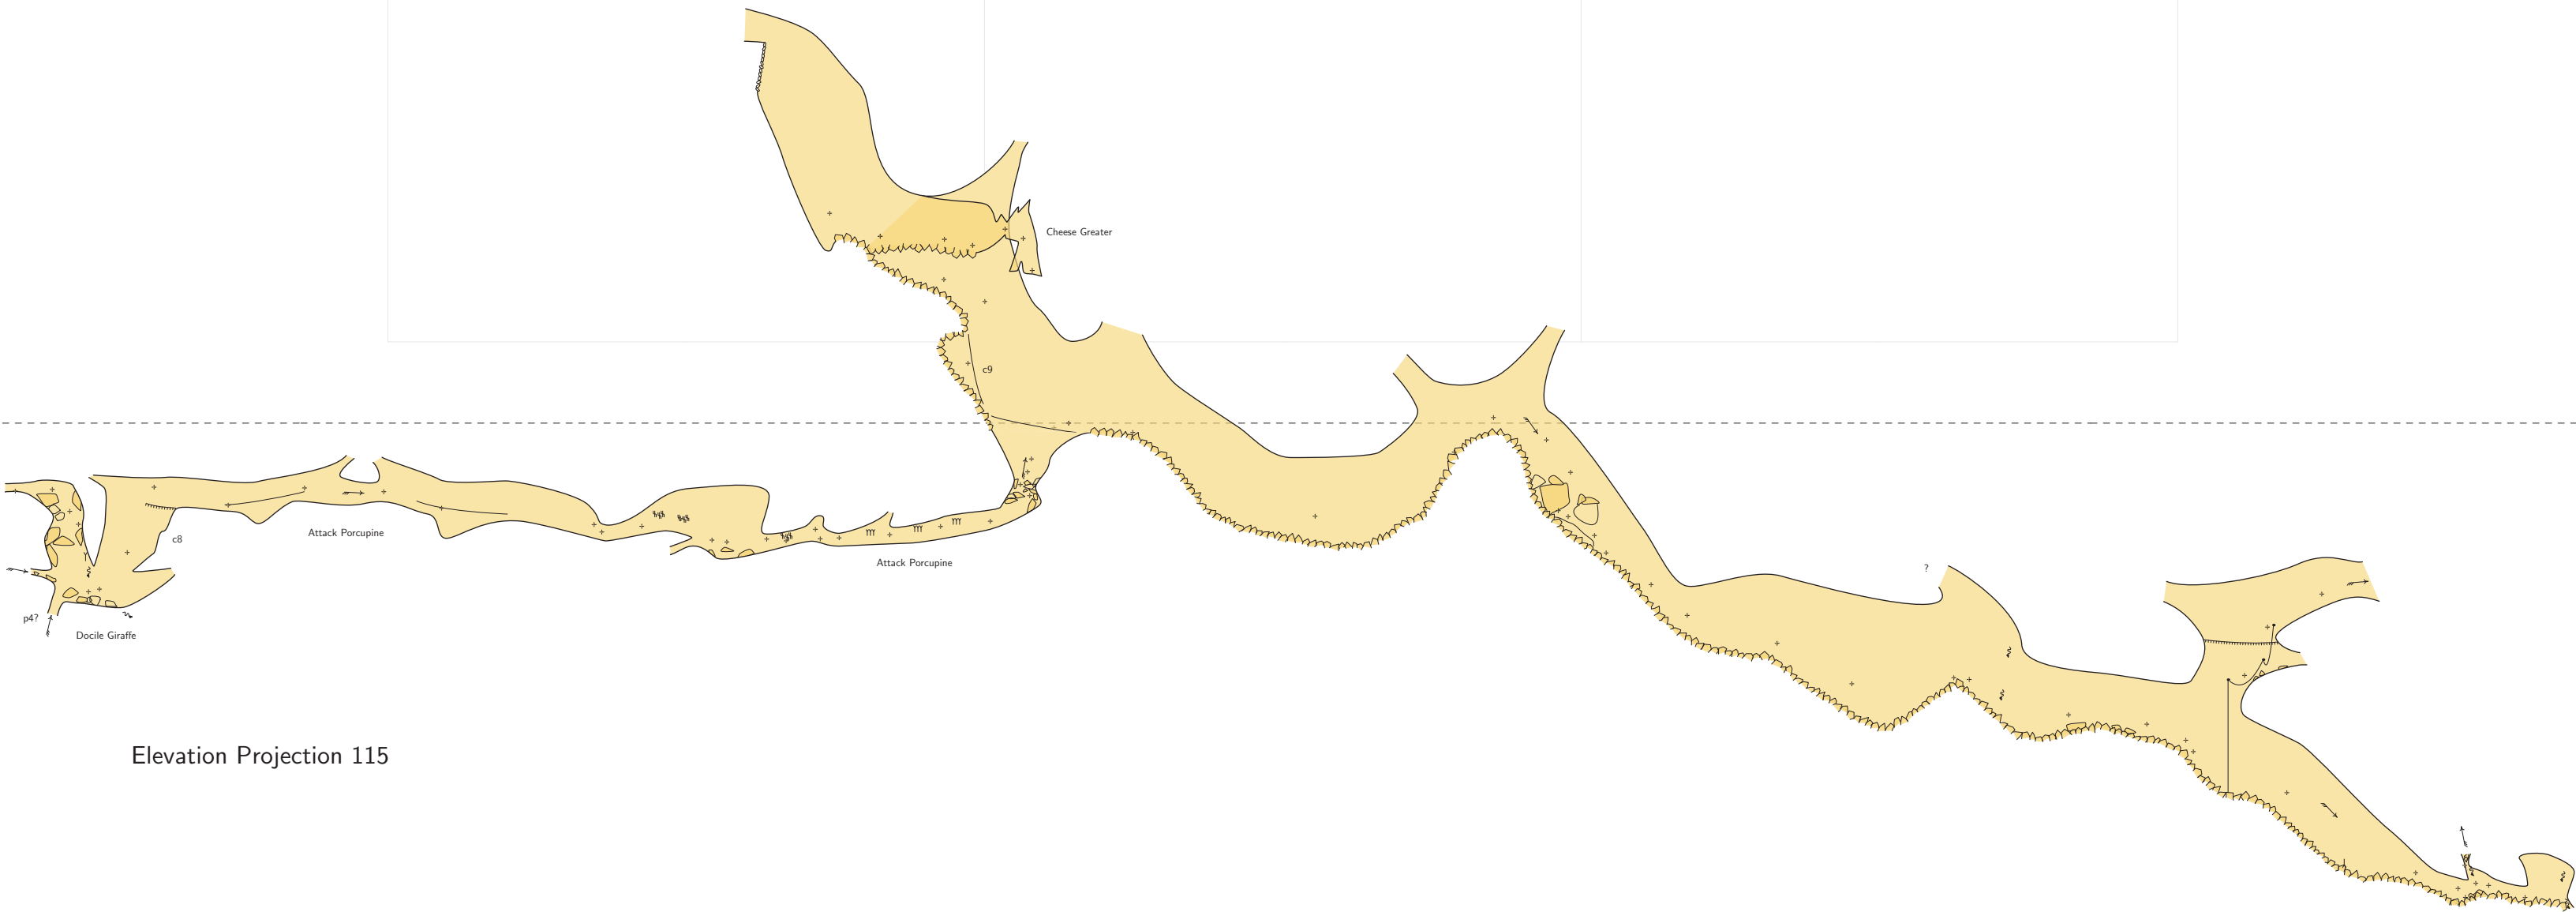 Cheese Greater
c9
c8
Attack Porcupine
Attack Porcupine
?
p4?
Docile Giraffe
Elevation Projection 115